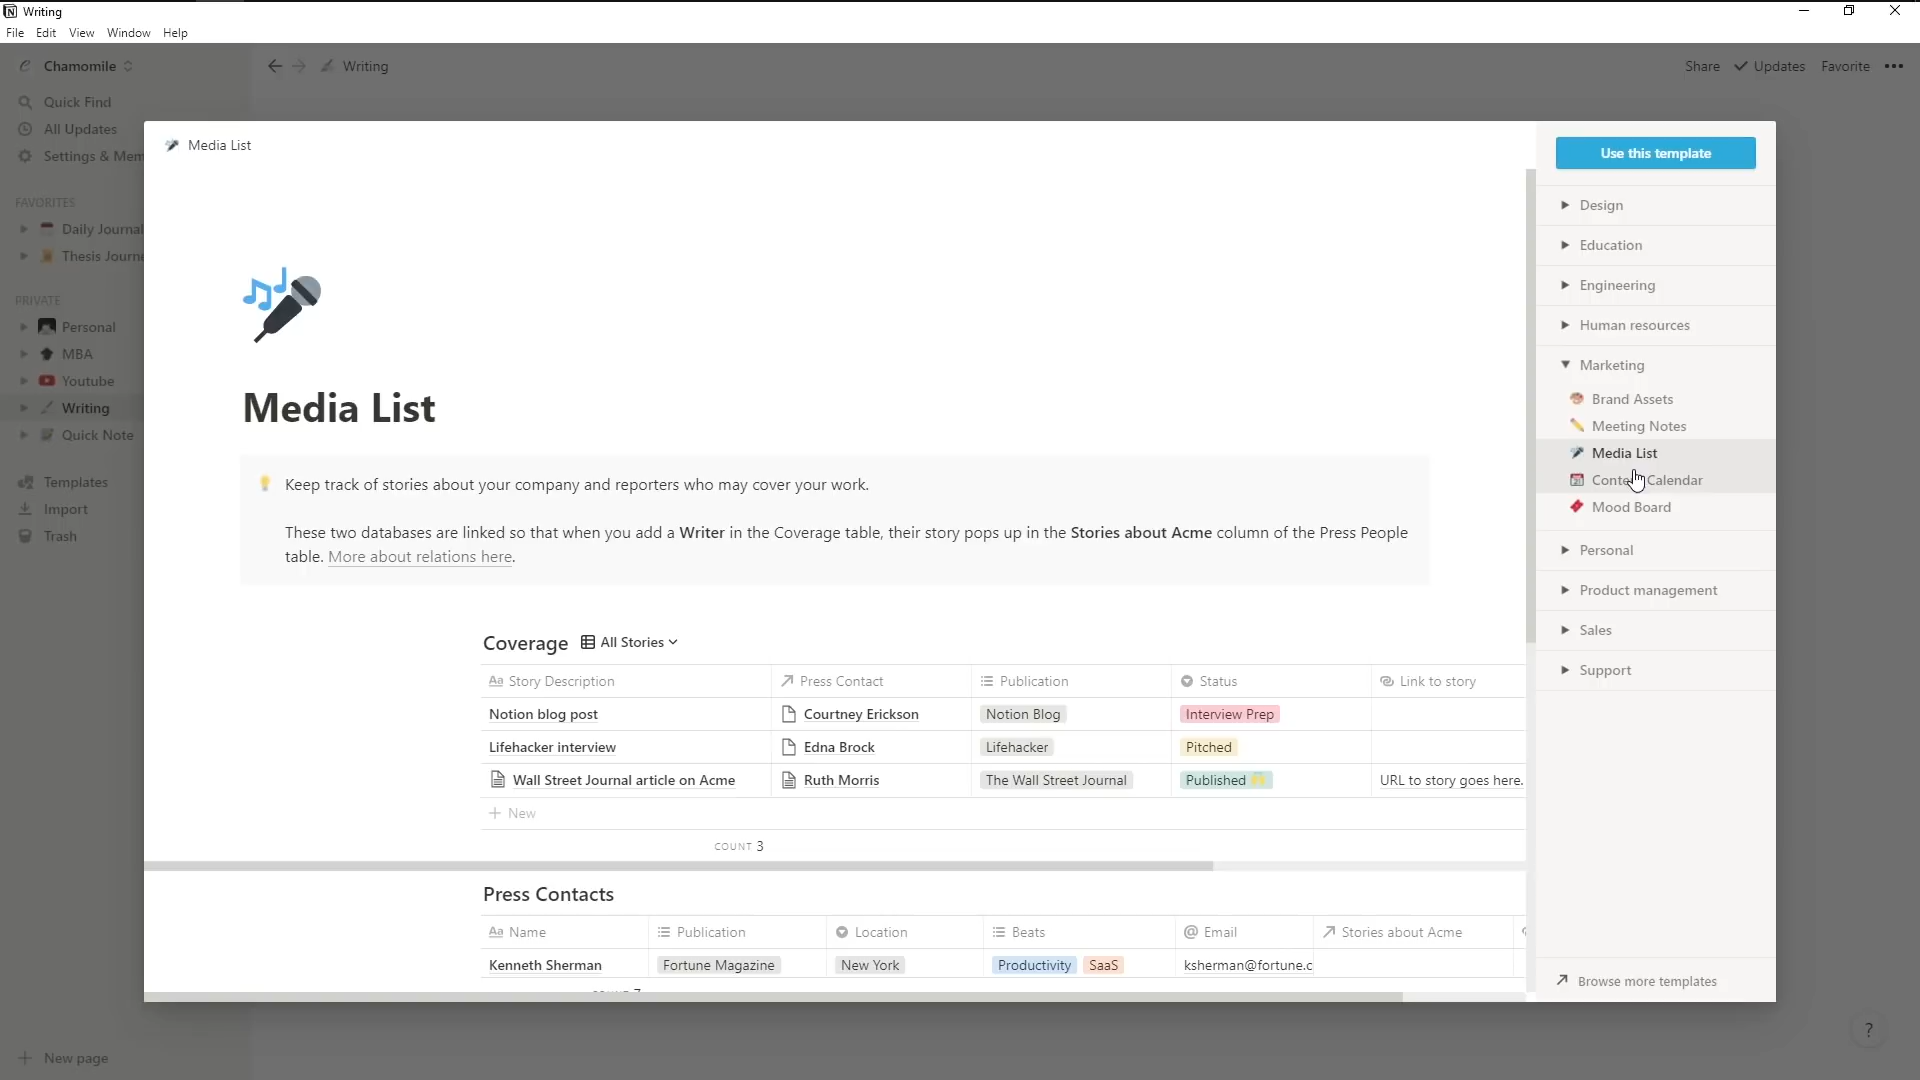 Writing
File Edit View Window Help
Chamomile
Writing
Share Updates Favorite
Quick Find
All Updates
Settings & Mem
FAVORITES
Daily Journal
Thesis Journe
PRIVATE
Personal
MBA
Youtube
Writing
Quick Note
Templates
Import
Trash
New page
Media List
Media List
Keep track of stories about your company and reporters who may cover your work.
These two databases are linked so that when you add a Writer in the Coverage table, their story pops up in the Stories about Acme column of the Press People
table. More about relations here.
Coverage All Stories
Aa Story Description Press Contact Publication Status Link to story
Notion blog post Courtney Erickson Notion Blog Interview Prep
Lifehacker interview Edna Brock Lifehacker Pitched
Wall Street Journal article on Acme Ruth Morris The Wall Street Journal Published URL to story goes here.
+ New
COUNT 3
Press Contacts
Aa Name Publication Location Beats @ Email Stories about Acme
Kenneth Sherman Fortune Magazine New York Productivity SaaS ksherman@fortune.c
Use this template
Design
Education
Engineering
Human resources
Marketing
Brand Assets
Meeting Notes
Media List
Calendar
Mood Board
Personal
Product management
Sales
Support
Browse more templates
?